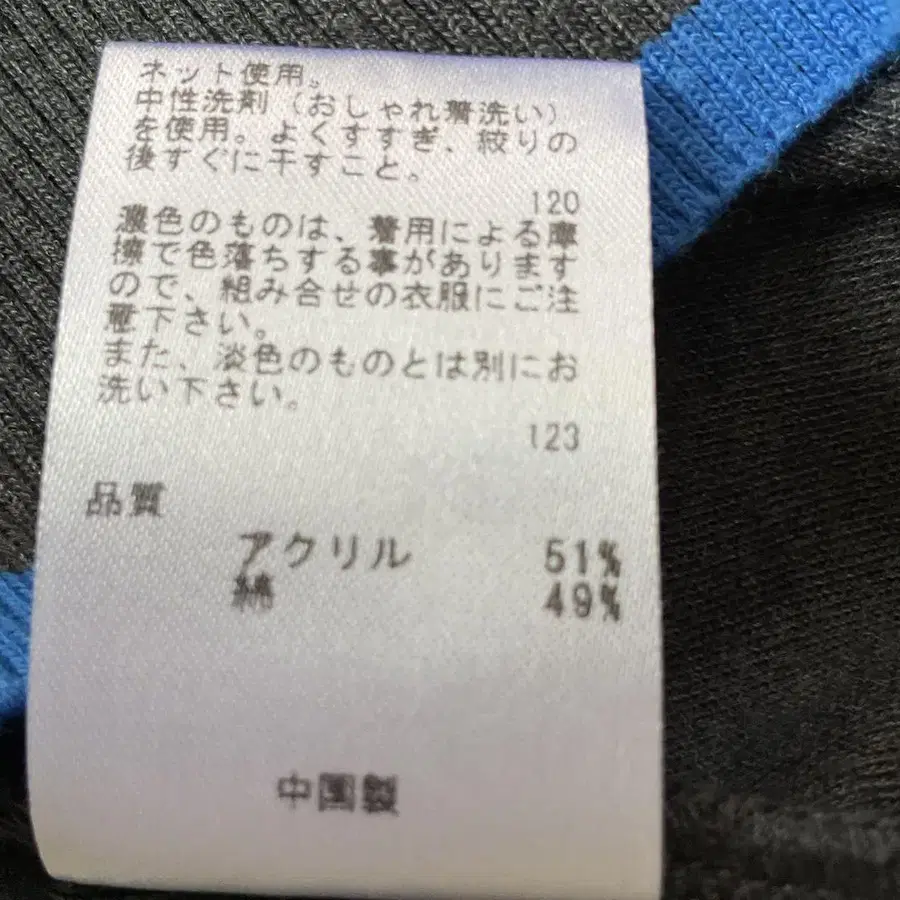 ネット使用。
中性洗剤（おしゃれ着洗い）
を使用。よくすすぎ、絞りの
後すぐに干すこと。
120
濃色のものは、着用による摩
擦で色落ちする事があります
ので、組み合せの衣服にご注
意下さい。
また、淡色のものとは別にお
洗い下さい。
123
品質
アクリル 51%
綿 49%
中国製